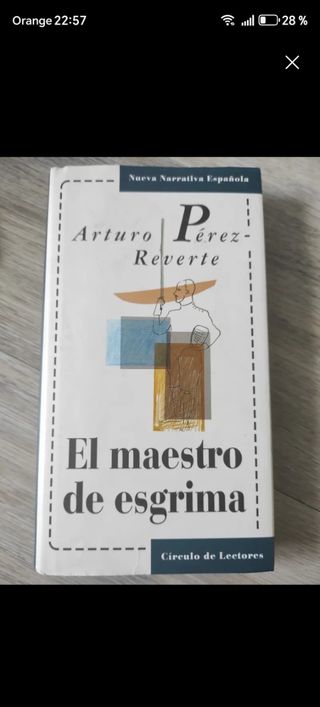 Orange 22:57
28 %
Nueva Narrativa Española
Arturo Pérez-
Reverte
El maestro
de esgrima
Círculo de Lectores